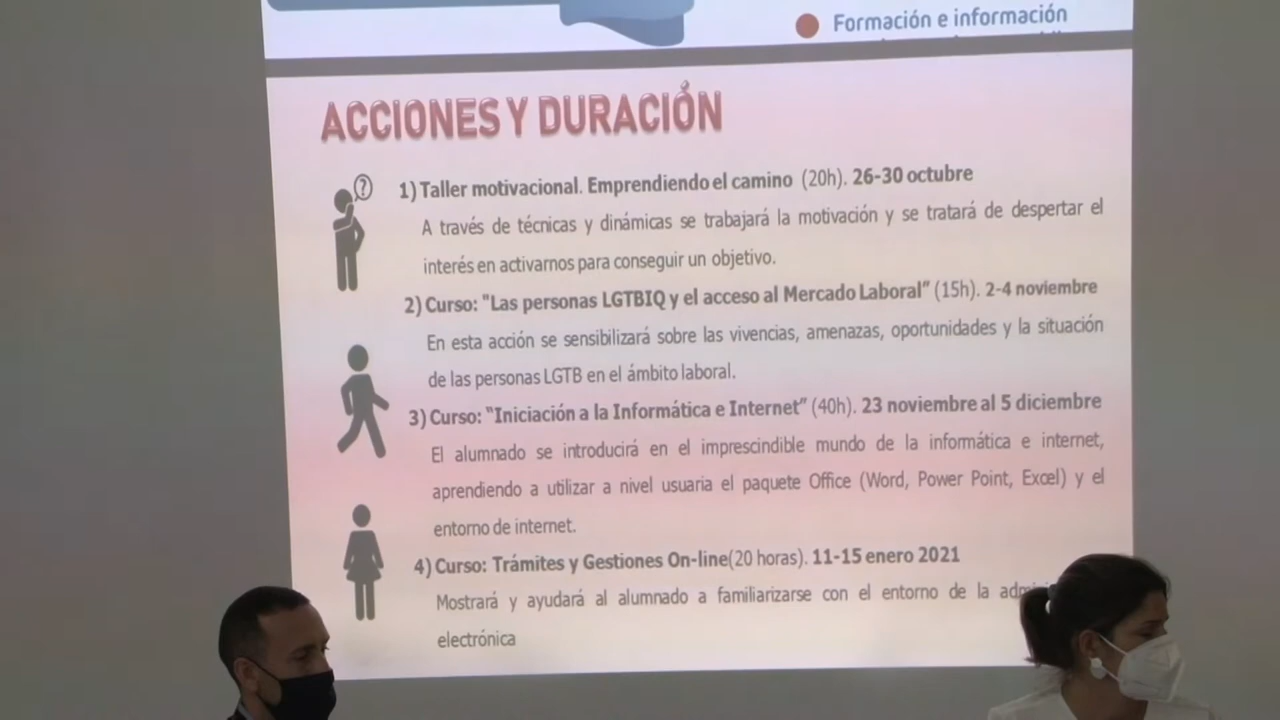 Formación e información
ACCIONES Y DURACIÓN
?
1) Taller motivacional. Emprendiendo el camino (20h). 26-30 octubre
A través de técnicas y dinámicas se trabajará la motivación y se tratará de despertar el
interés en activarnos para conseguir un objetivo.
2) Curso: "Las personas LGTBIQ y el acceso al Mercado Laboral" (15h). 2-4 noviembre
En esta acción se sensibilizará sobre las vivencias, amenazas, oportunidades y la situación
de las personas LGTB en el ámbito laboral.
3) Curso: "Iniciación a la Informática e Internet" (40h). 23 noviembre al 5 diciembre
El alumnado se introducirá en el imprescindible mundo de la informática e internet,
aprendiendo a utilizar a nivel usuaria el paquete Office (Word, Power Point, Excel) y el
entorno de internet.
4) Curso: Trámites y Gestiones On-line(20 horas). 11-15 enero 2021
Mostrará y ayudará al alumnado a familiarizarse con el entorno de la
electrónica